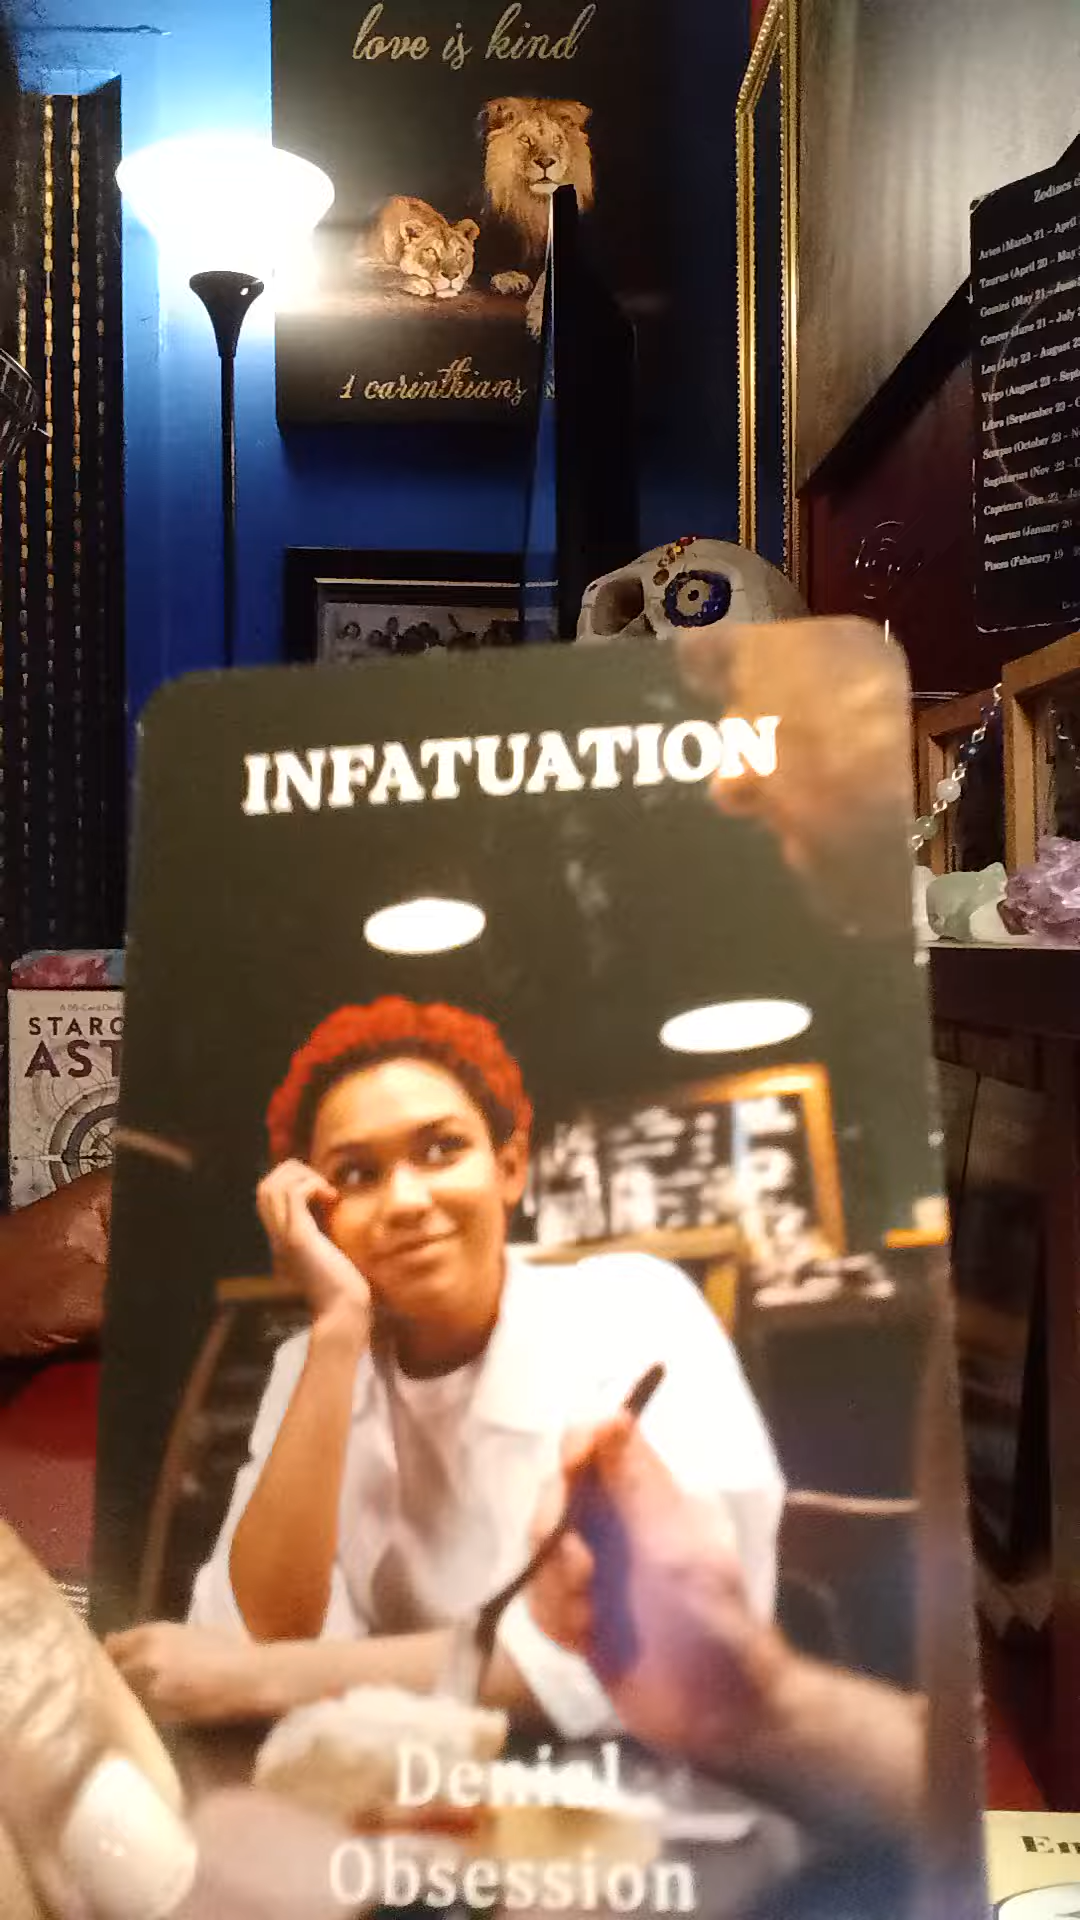 love is kind
1 carinthians
Zodiacs
Aries (March 21 - April
Taurus (April 20 - May
Gemini (May 21 - June
Cancer (June 21 - July
Leo (July 23 - August
Virgo (August 23 - Sept
Libra (September 23 -
Scorpio (October 23 -
Sagittarius (Nov. 22 -
Capricorn (Dec. 22 -
Aquarius (January 20
Pisces (February 19
INFATUATION
STARC
AST
Denial
Obsession